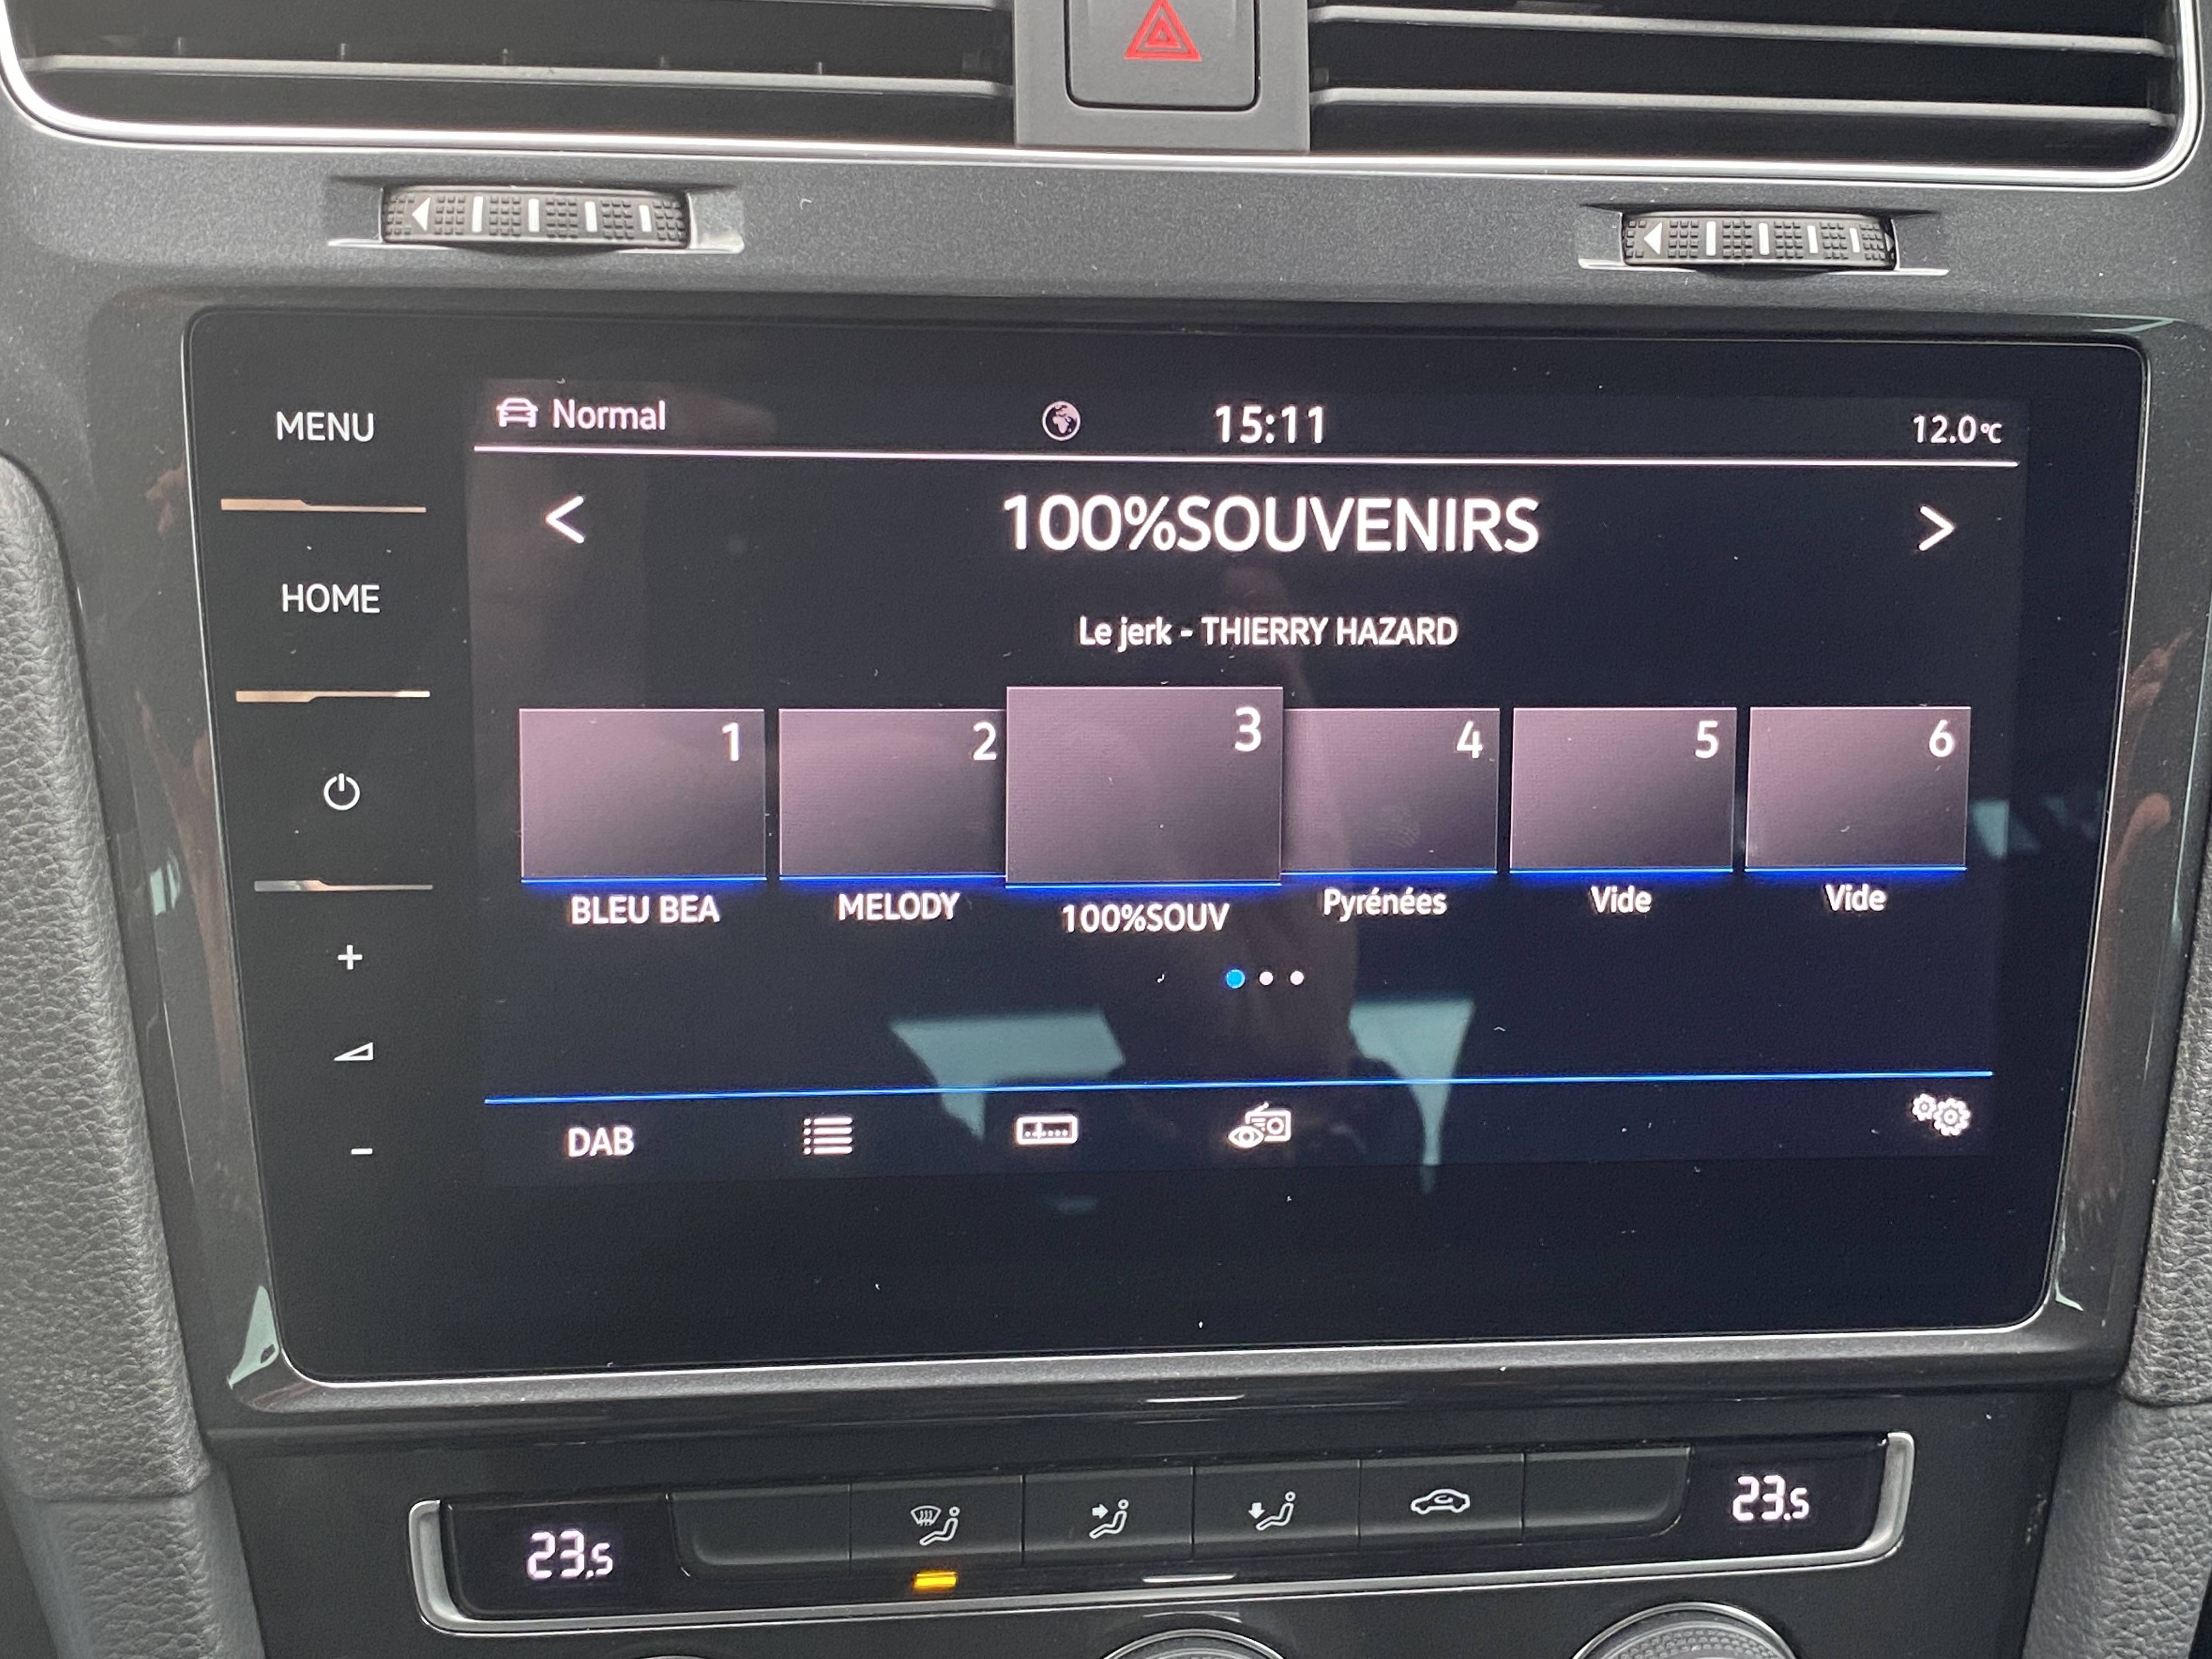 MENU
HOME
Normal
15:11
12.0°C
100%SOUVENIRS
Le jerk - THIERRY HAZARD
1
2
3
4
5
6
BLEU BEA
MELODY
100%SOUV
Pyrénées
Vide
Vide
DAB
23.5
23.5